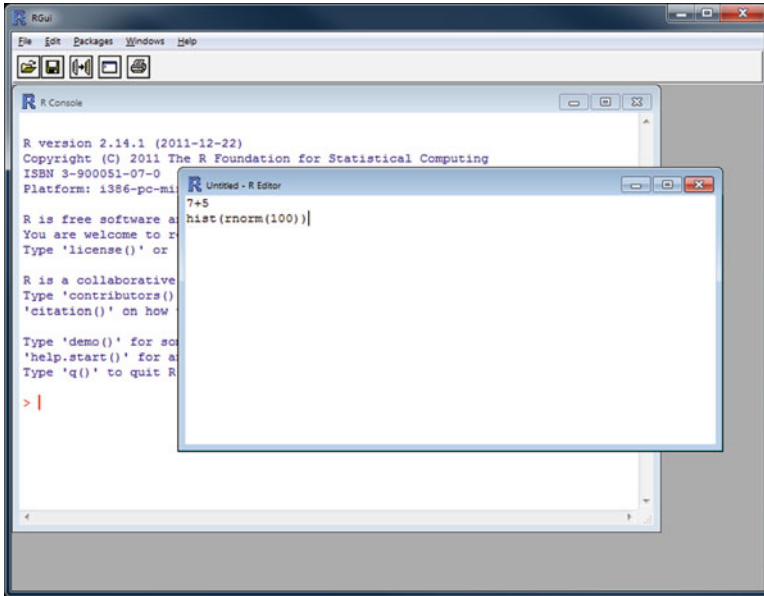 RGui
File Edit Packages Windows Help
R Console
R version 2.14.1 (2011-12-22)
Copyright (C) 2011 The R Foundation for Statistical Computing
ISBN 3-900051-07-0
Platform: i386-pc-mi
R is free software a
You are welcome to r
Type 'license()' or
R is a collaborative
Type 'contributors()
'citation()' on how
Type 'demo()' for so
'help.start()' for a
Type 'q()' to quit R
>
Untitled - R Editor
7+5
hist(rnorm(100))